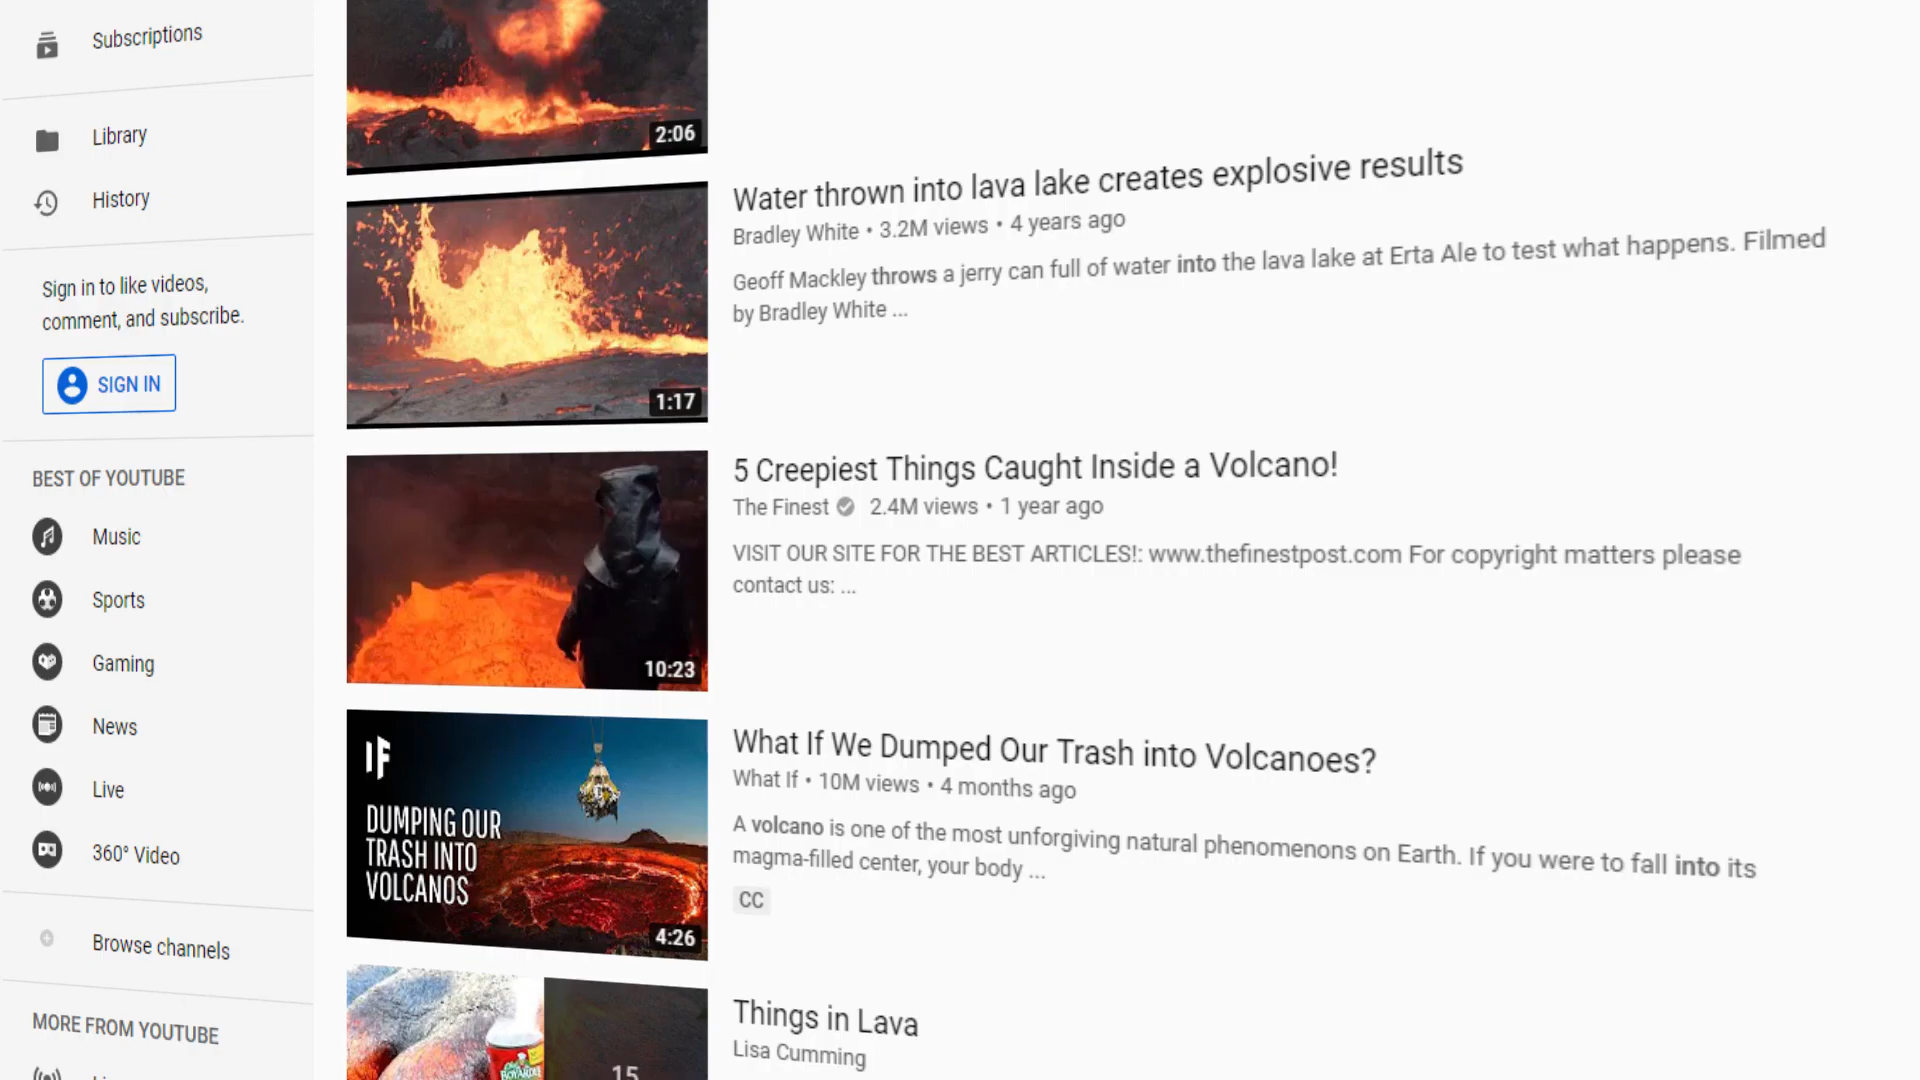 Subscriptions
Library
History
Sign in to like videos,
comment, and subscribe.
SIGN IN
BEST OF YOUTUBE
Music
Sports
Gaming
News
Live
360° Video
Browse channels
MORE FROM YOUTUBE
2:06
Water thrown into lava lake creates explosive results
Bradley White • 3.2M views • 4 years ago
Geoff Mackley throws a jerry can full of water into the lava lake at Erta Ale to test what happens. Filmed
by Bradley White ...
1:17
5 Creepiest Things Caught Inside a Volcano!
The Finest 2.4M views • 1 year ago
VISIT OUR SITE FOR THE BEST ARTICLES!: www.thefinestpost.com For copyright matters please
contact us: ...
10:23
What If We Dumped Our Trash into Volcanoes?
What If • 10M views • 4 months ago
A volcano is one of the most unforgiving natural phenomenons on Earth. If you were to fall into its
magma-filled center, your body ...
CC
IF
DUMPING OUR
TRASH INTO
VOLCANOS
4:26
Things in Lava
Lisa Cumming
15